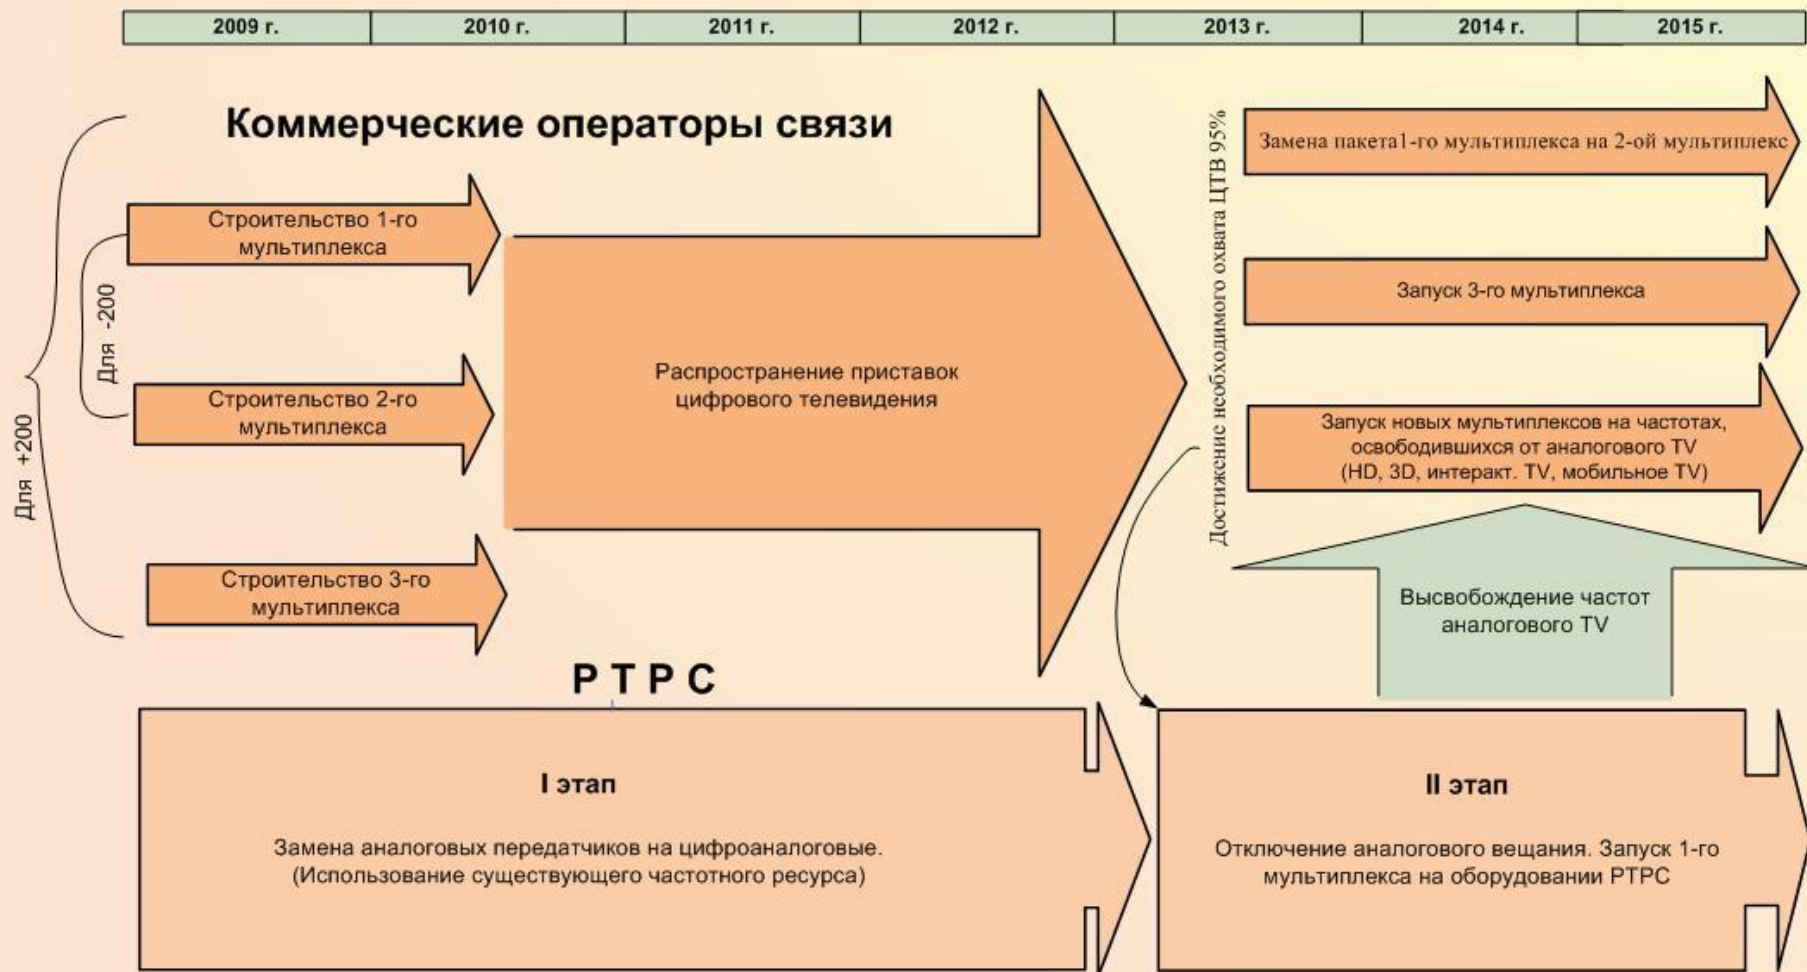 2009 г.
2010 г.
2011 г.
2012 г.
2013 г.
2014 г.
2015 г.
Коммерческие операторы связи
Строительство 1-го
мультиплекса
Для -200
Строительство 2-го
мультиплекса
Для +200
Строительство 3-го
мультиплекса
Распространение приставок
цифрового телевидения
Достижение необходимого охвата ЦТВ 95%
Замена пакета1-го мультиплекса на 2-ой мультиплекс
Запуск 3-го мультиплекса
Запуск новых мультиплексов на частотах,
освободившихся от аналогового TV
(HD, 3D, интеракт. TV, мобильное TV)
Высвобождение частот
аналогового TV
Р Т Р С
I этап
Замена аналоговых передатчиков на цифроаналоговые.
(Использование существующего частотного ресурса)
II этап
Отключение аналогового вещания. Запуск 1-го
мультиплекса на оборудовании РТРС